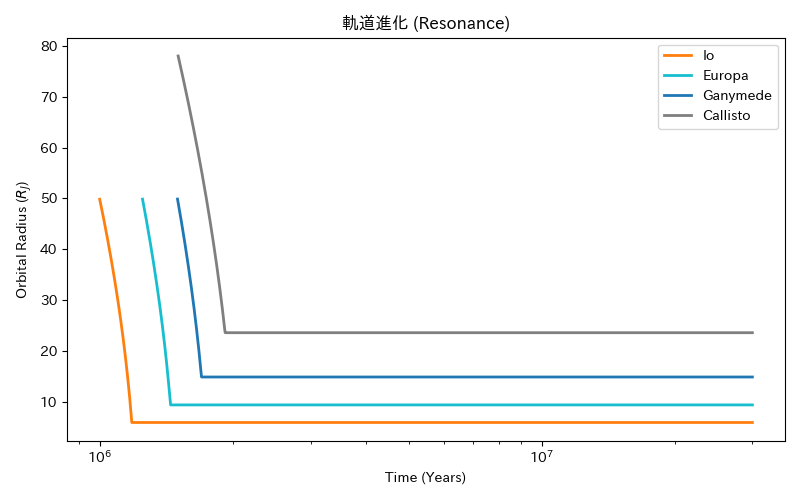 軌道進化 (Resonance)
80
70
60
50
40
30
20
10
Orbital Radius ($R_J$)
Io
Europa
Ganymede
Callisto
10⁶
10⁷
Time (Years)